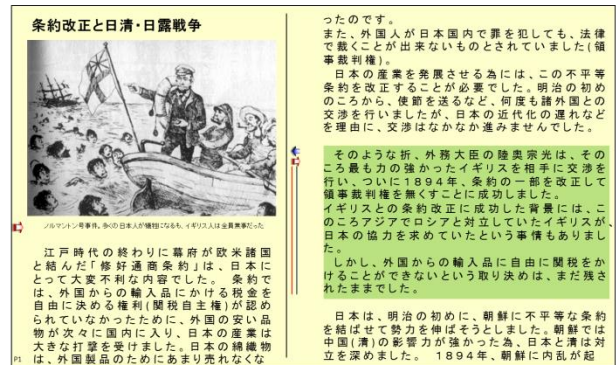 条約改正と日清・日露戦争
ノルマントン号事件。多くの日本人が犠牲になるも、イギリス人は全員無事だった
江戸時代の終わりに幕府が欧米諸国
と結んだ「修好通商条約」は、日本に
とって大変不利な内容でした。 条約で
は、外国からの輸入品にかける税金を
自由に決める権利(関税自主権)が認め
られていなかったために、外国の安い品
物が次々に国内に入り、日本の産業は
大きな打撃を受けました。日本の綿織物
は、外国製品のためにあまり売れなくな
P1
ったのです。
また、外国人が日本国内で罪を犯しても、法律
で裁くことが出来ないものとされていました(領
事裁判権)。
日本の産業を発展させる為には、この不平等
条約を改正することが必要でした。明治の初め
のころから、使節を送るなど、何度も諸外国との
交渉を行いましたが、日本の近代化の遅れなど
を理由に、交渉はなかなか進みませんでした。
そのような折、外務大臣の陸奥宗光は、その
ころ最も力の強かったイギリスを相手に交渉を
行い、ついに1894年、条約の一部を改正して
領事裁判権を無くすことに成功しました。
イギリスとの条約改正に成功した背景には、こ
のころアジアでロシアと対立していたイギリスが、
日本の協力を求めていたという事情もありまし
た。
しかし、外国からの輸入品に自由に関税をか
けることができないという取り決めは、まだ残さ
れたままでした。
日本は、明治の初めに、朝鮮に不平等な条約
を結ばせて勢力を伸ばそうとしました。朝鮮では
中国(清)の影響力が強かった為、日本と清は対
立を深めました。 1894年、朝鮮に内乱が起